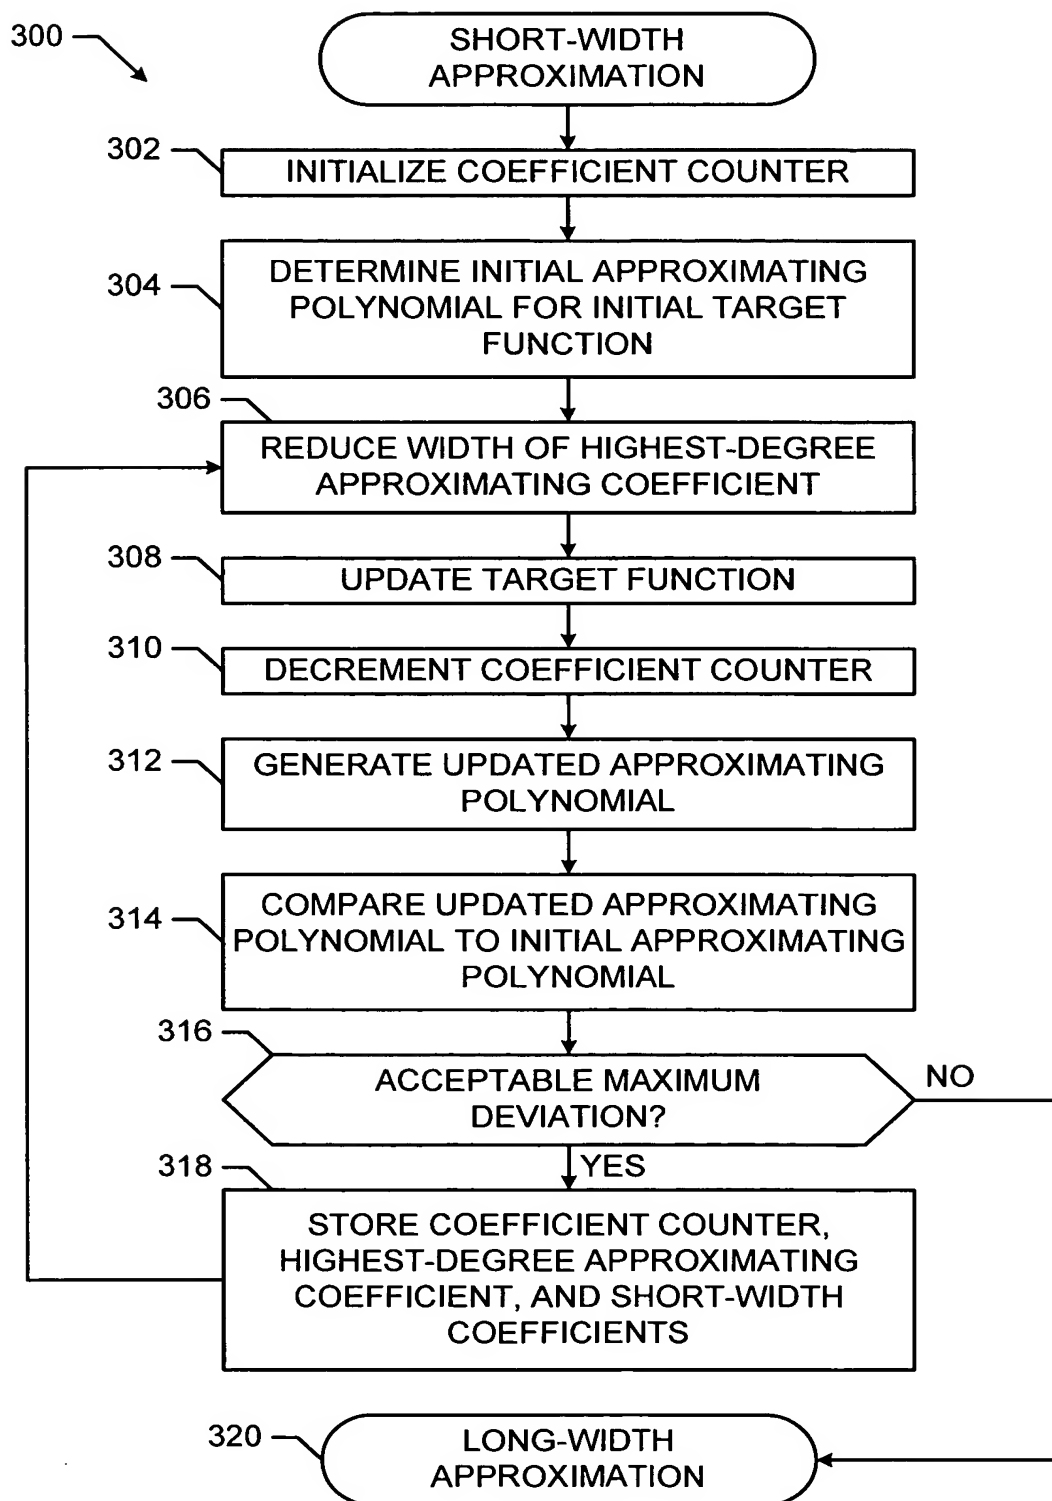 300
SHORT-WIDTH
APPROXIMATION
302
INITIALIZE COEFFICIENT COUNTER
304
DETERMINE INITIAL APPROXIMATING
POLYNOMIAL FOR INITIAL TARGET
FUNCTION
306
REDUCE WIDTH OF HIGHEST-DEGREE
APPROXIMATING COEFFICIENT
308
UPDATE TARGET FUNCTION
310
DECREMENT COEFFICIENT COUNTER
312
GENERATE UPDATED APPROXIMATING
POLYNOMIAL
314
COMPARE UPDATED APPROXIMATING
POLYNOMIAL TO INITIAL APPROXIMATING
POLYNOMIAL
316
ACCEPTABLE MAXIMUM
DEVIATION?
NO
YES
318
STORE COEFFICIENT COUNTER,
HIGHEST-DEGREE APPROXIMATING
COEFFICIENT, AND SHORT-WIDTH
COEFFICIENTS
320
LONG-WIDTH
APPROXIMATION